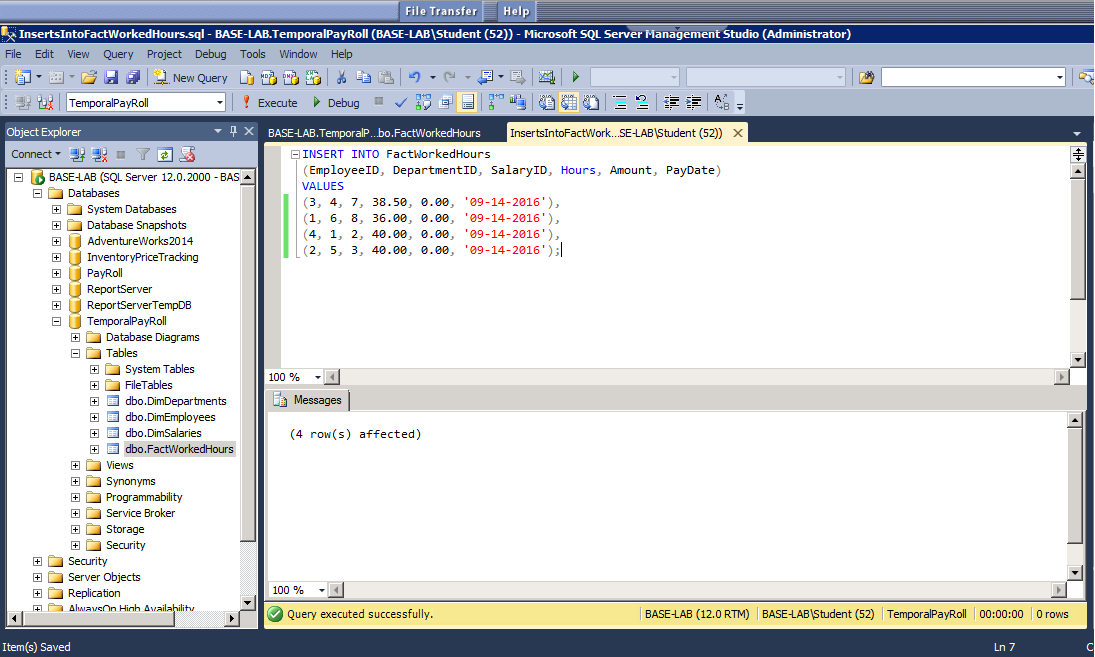 File Transfer Help
InsertsIntoFactWorkedHours.sql - BASE-LAB.TemporalPayRoll (BASE-LAB\Student (52)) - Microsoft SQL Server Management Studio (Administrator)
File Edit View Query Project Debug Tools Window Help
New Query
TemporalPayRoll Execute Debug
Object Explorer
Connect
BASE-LAB (SQL Server 12.0.2000 - BAS
Databases
System Databases
Database Snapshots
AdventureWorks2014
InventoryPriceTracking
PayRoll
ReportServer
ReportServerTempDB
TemporalPayRoll
Database Diagrams
Tables
System Tables
FileTables
dbo.DimDepartments
dbo.DimEmployees
dbo.DimSalaries
dbo.FactWorkedHours
Views
Synonyms
Programmability
Service Broker
Storage
Security
Security
Server Objects
Replication
AlwaysOn High Availability
BASE-LAB.TemporalP...bo.FactWorkedHours InsertsIntoFactWork...SE-LAB\Student (52))
INSERT INTO FactWorkedHours
(EmployeeID, DepartmentID, SalaryID, Hours, Amount, PayDate)
VALUES
(3, 4, 7, 38.50, 0.00, '09-14-2016'),
(1, 6, 8, 36.00, 0.00, '09-14-2016'),
(4, 1, 2, 40.00, 0.00, '09-14-2016'),
(2, 5, 3, 40.00, 0.00, '09-14-2016');
100 %
Messages
(4 row(s) affected)
100 %
Query executed successfully. BASE-LAB (12.0 RTM) BASE-LAB\Student (52) TemporalPayRoll 00:00:00 0 rows
Item(s) Saved Ln 7 C